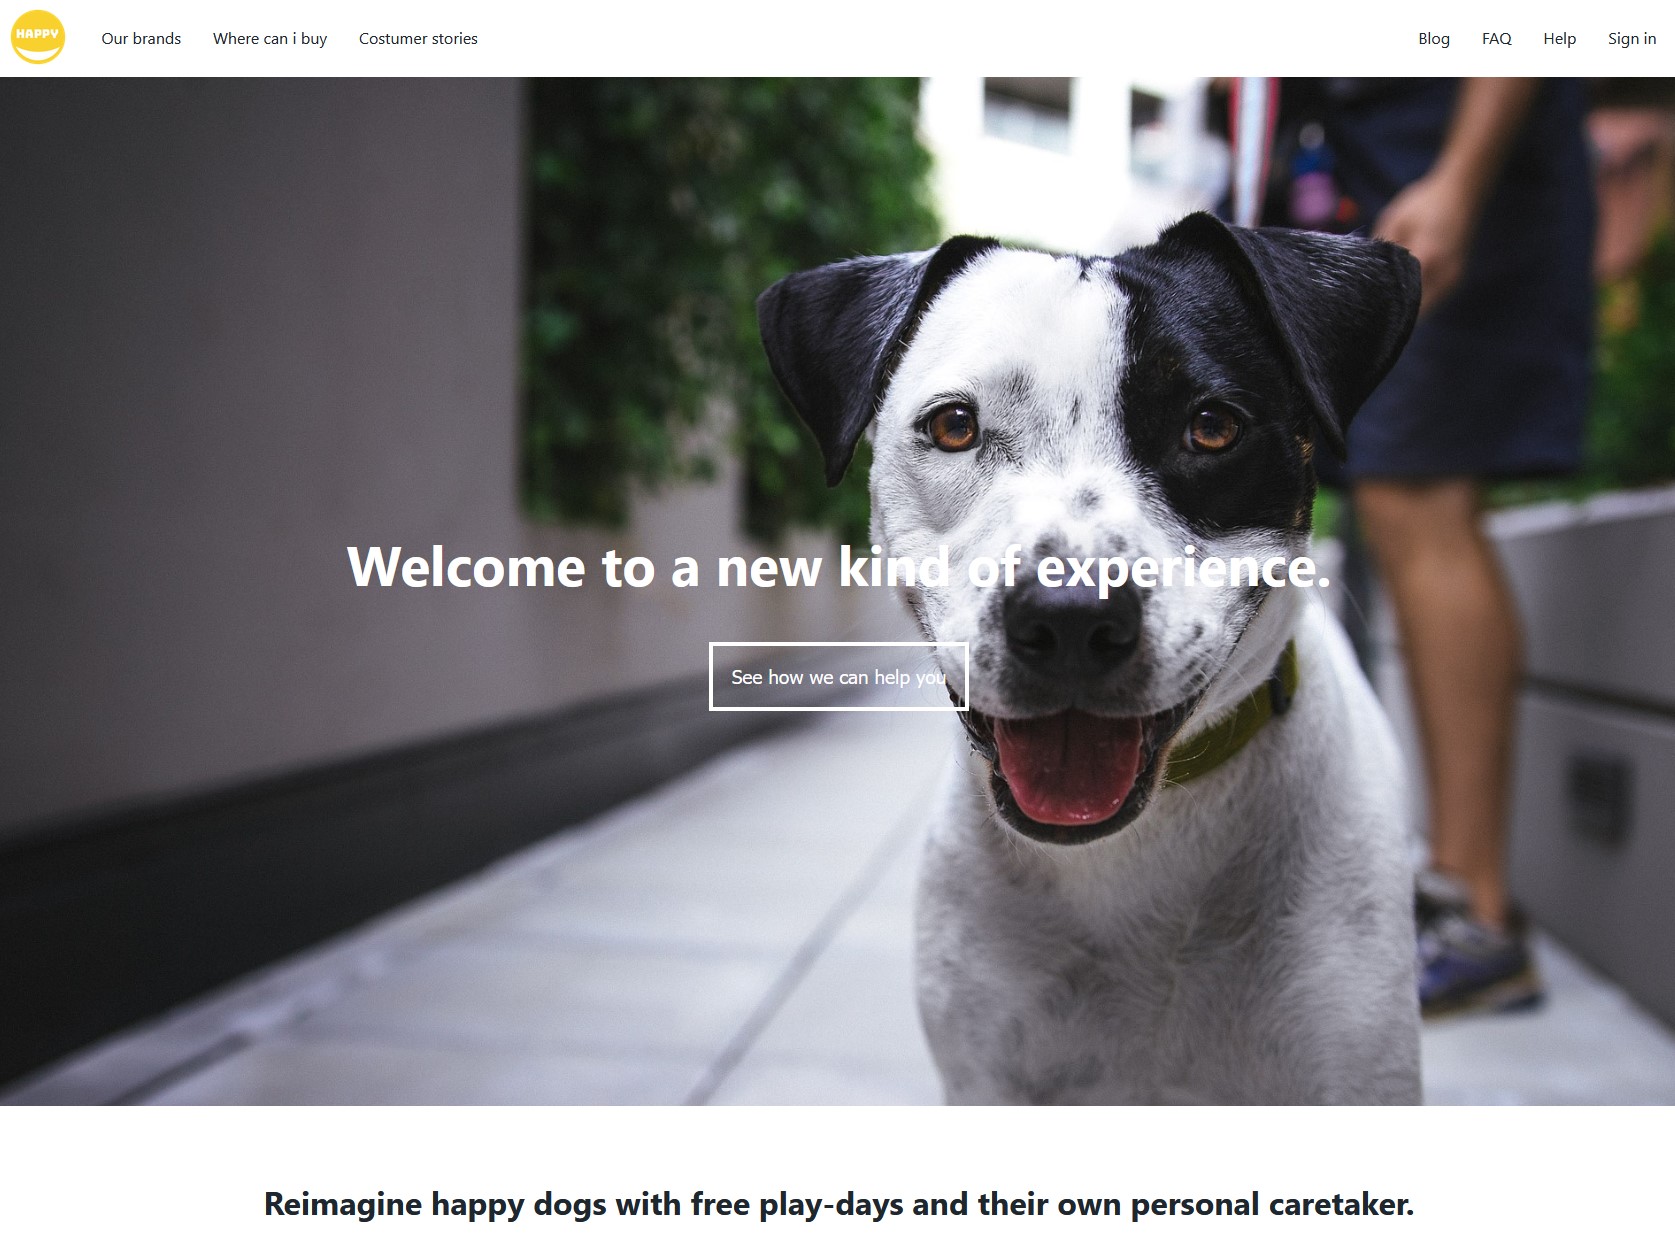 HAPPY
Our brands
Where can i buy
Costumer stories
Blog
FAQ
Help
Sign in
Welcome to a new kind of experience.
See how we can help you
Reimagine happy dogs with free play-days and their own personal caretaker.